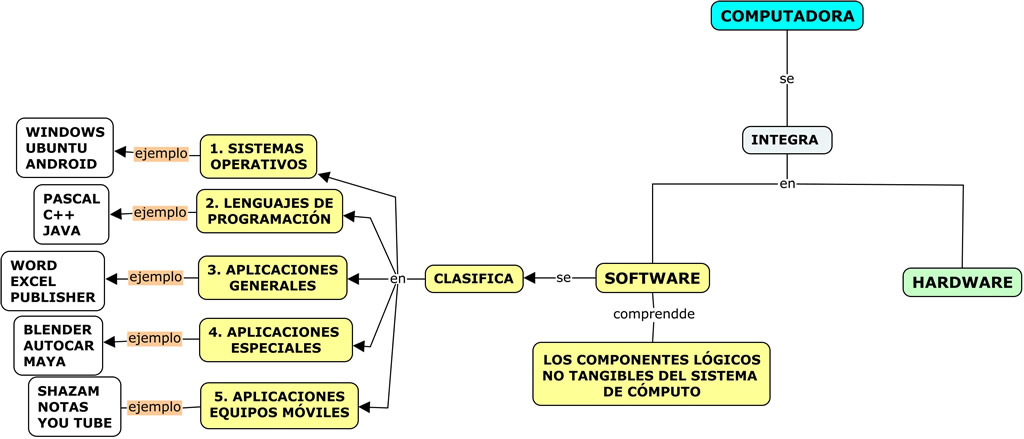 COMPUTADORA
se
INTEGRA
en
SOFTWARE
HARDWARE
comprendde
LOS COMPONENTES LÓGICOS
NO TANGIBLES DEL SISTEMA
DE CÓMPUTO
se
CLASIFICA
en
1. SISTEMAS
OPERATIVOS
ejemplo
WINDOWS
UBUNTU
ANDROID
2. LENGUAJES DE
PROGRAMACIÓN
ejemplo
PASCAL
C++
JAVA
3. APLICACIONES
GENERALES
ejemplo
WORD
EXCEL
PUBLISHER
4. APLICACIONES
ESPECIALES
ejemplo
BLENDER
AUTOCAR
MAYA
5. APLICACIONES
EQUIPOS MÓVILES
ejemplo
SHAZAM
NOTAS
YOU TUBE